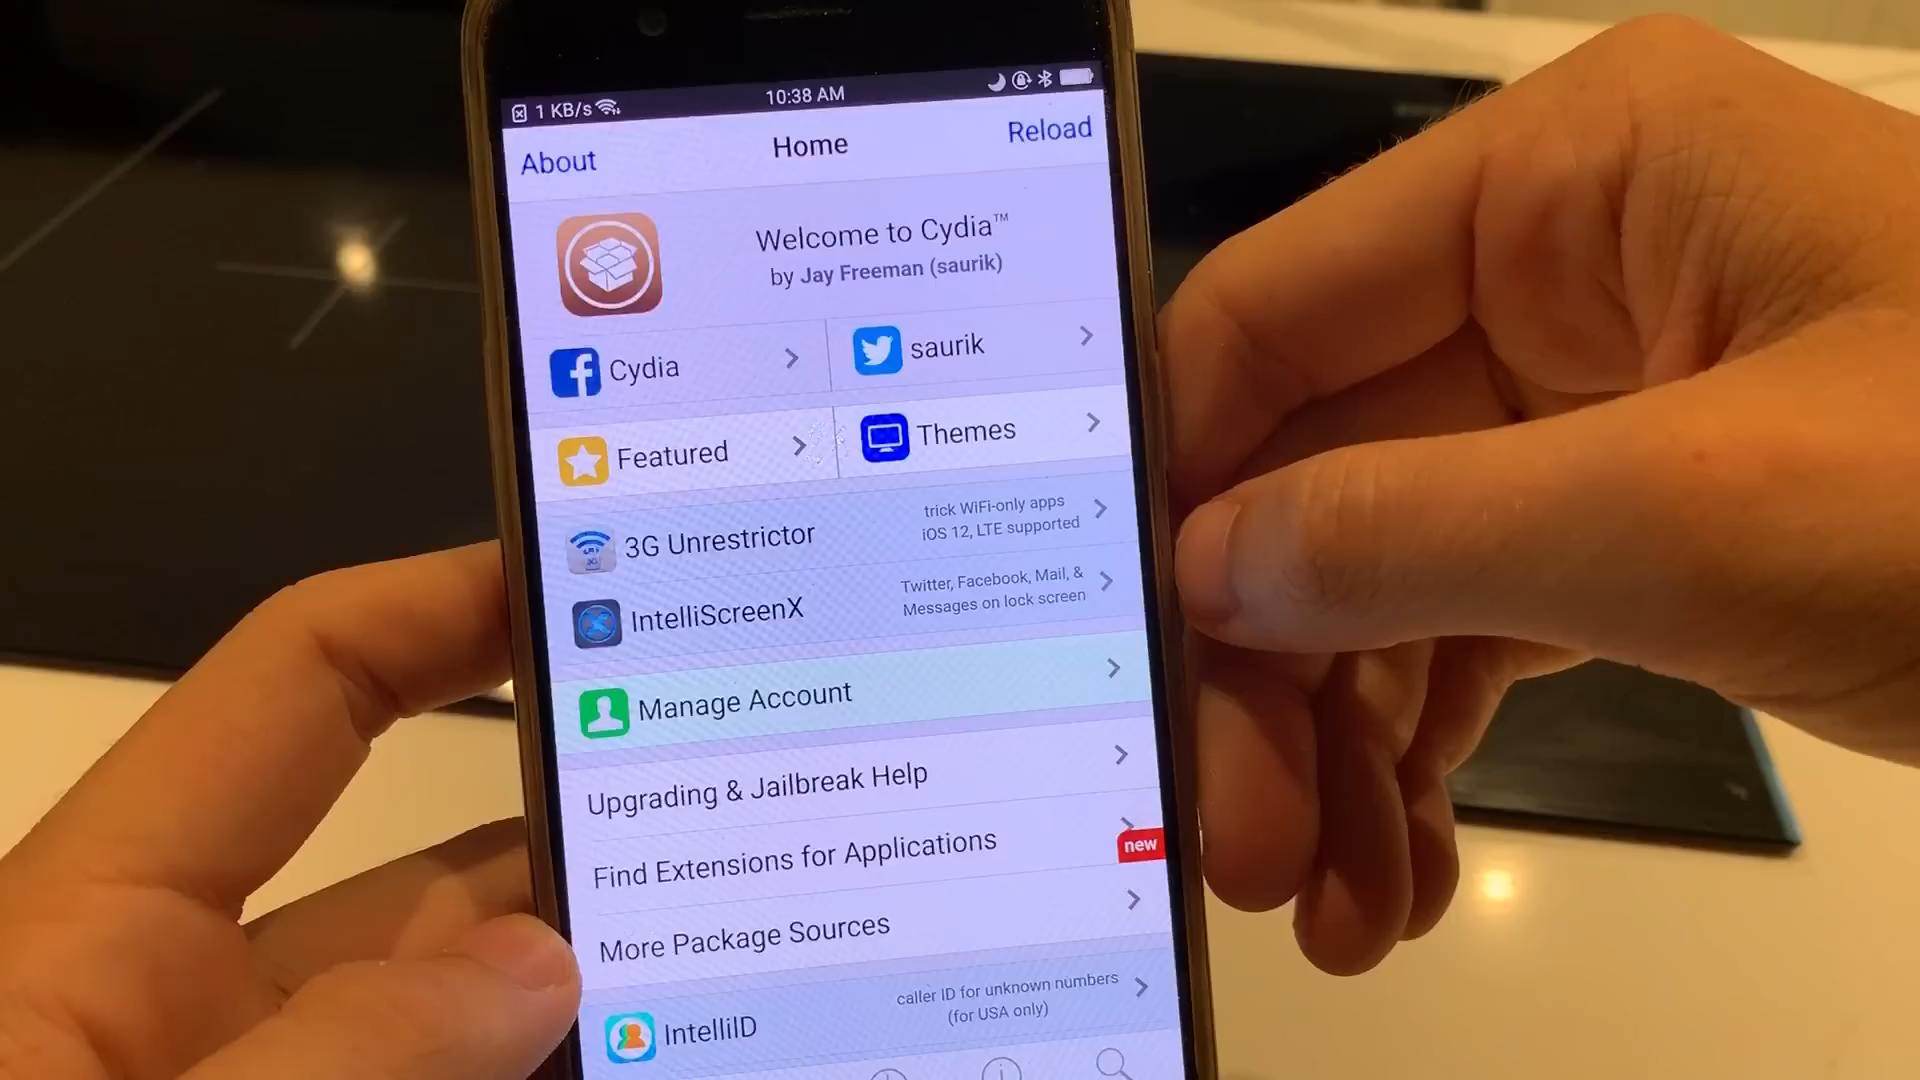 1 KB/s
10:38 AM
About
Home
Reload
Welcome to Cydia™
by Jay Freeman (saurik)
Cydia
saurik
Featured
Themes
3G Unrestrictor
trick WiFi-only apps
iOS 12, LTE supported
IntelliScreenX
Twitter, Facebook, Mail, &
Messages on lock screen
Manage Account
Upgrading & Jailbreak Help
Find Extensions for Applications
new
More Package Sources
IntelliID
caller ID for unknown numbers
(for USA only)